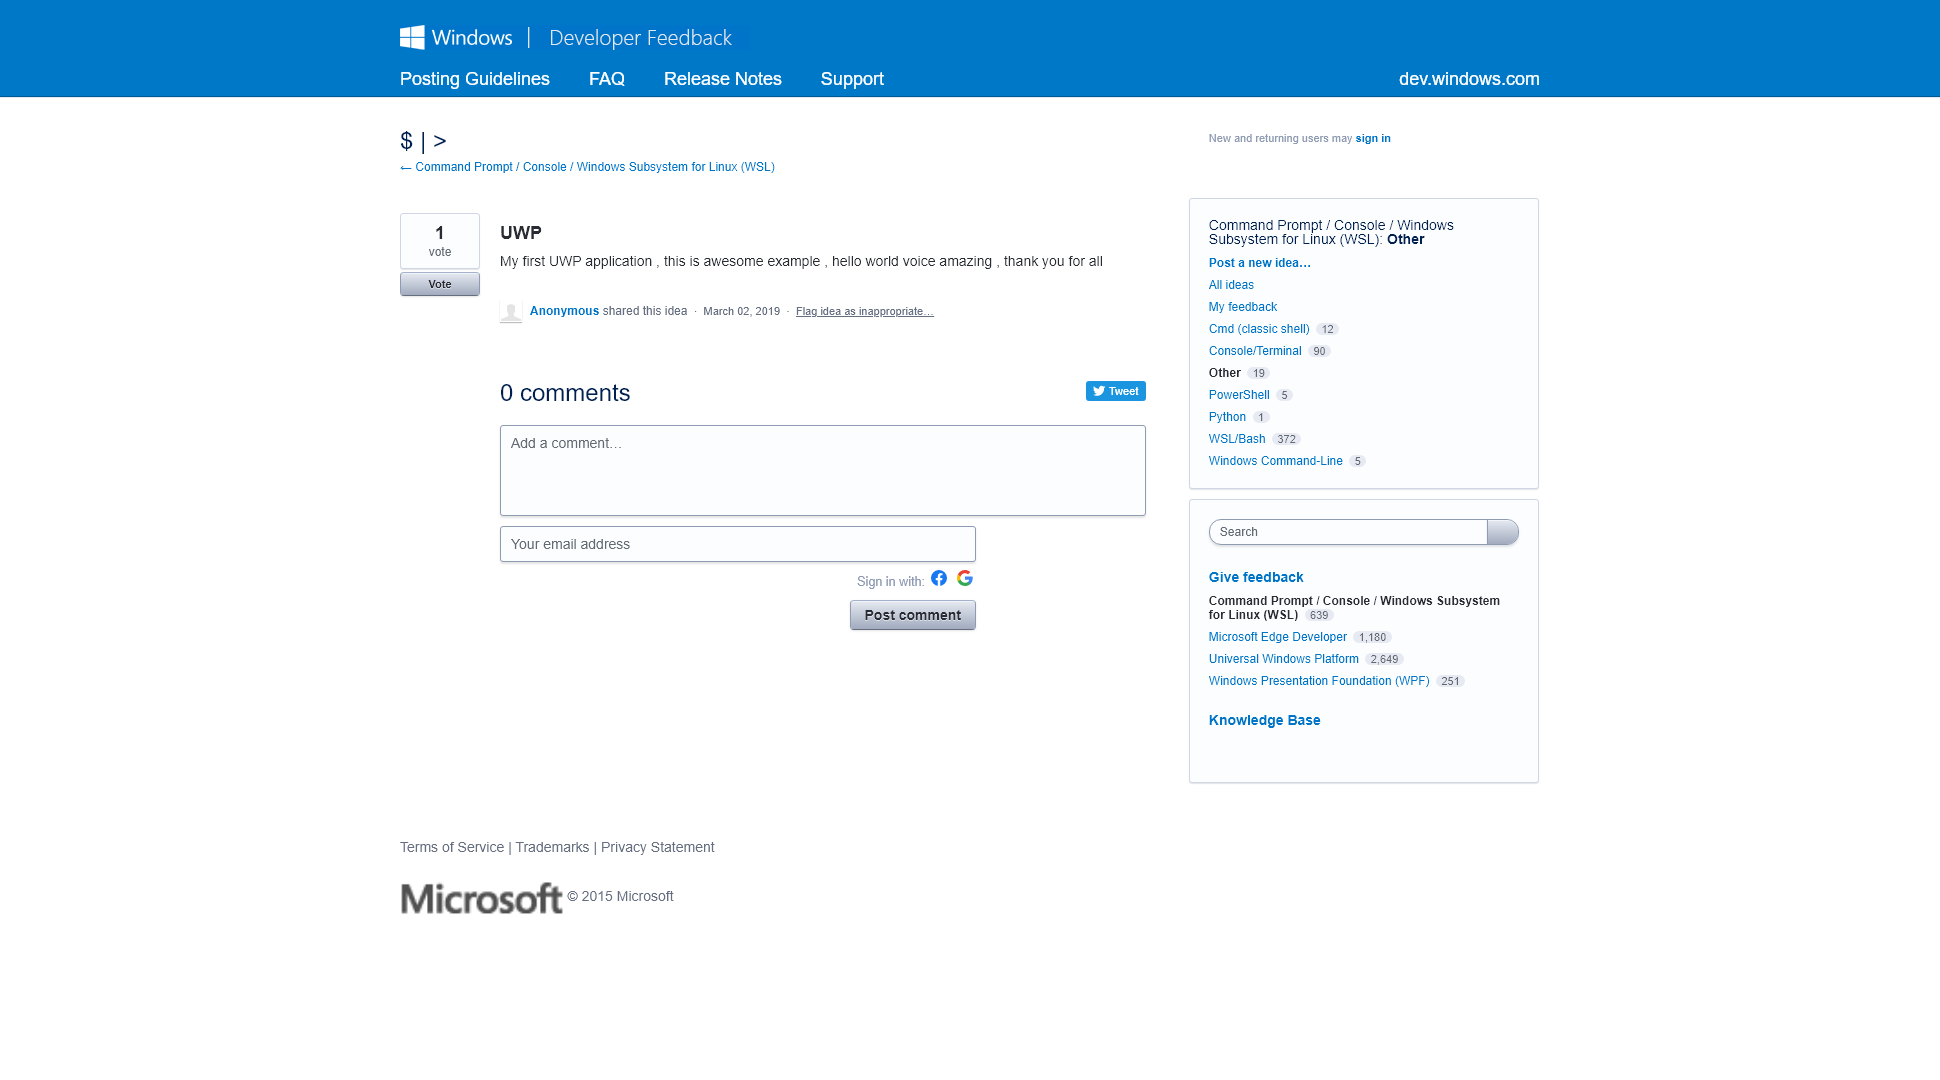 Windows | Developer Feedback
Posting Guidelines FAQ Release Notes Support dev.windows.com
$ | >
← Command Prompt / Console / Windows Subsystem for Linux (WSL)
1
vote
Vote
UWP
My first UWP application , this is awesome example , hello world voice amazing , thank you for all
Anonymous shared this idea · March 02, 2019 · Flag idea as inappropriate…
0 comments
Tweet
Add a comment…
Your email address
Sign in with:
Post comment
New and returning users may sign in
Command Prompt / Console / Windows
Subsystem for Linux (WSL): Other
Post a new idea…
All ideas
My feedback
Cmd (classic shell) 12
Console/Terminal 90
Other 19
PowerShell 5
Python 1
WSL/Bash 372
Windows Command-Line 5
Search
Give feedback
Command Prompt / Console / Windows Subsystem
for Linux (WSL) 639
Microsoft Edge Developer 1,180
Universal Windows Platform 2,649
Windows Presentation Foundation (WPF) 251
Knowledge Base
Terms of Service | Trademarks | Privacy Statement
Microsoft © 2015 Microsoft